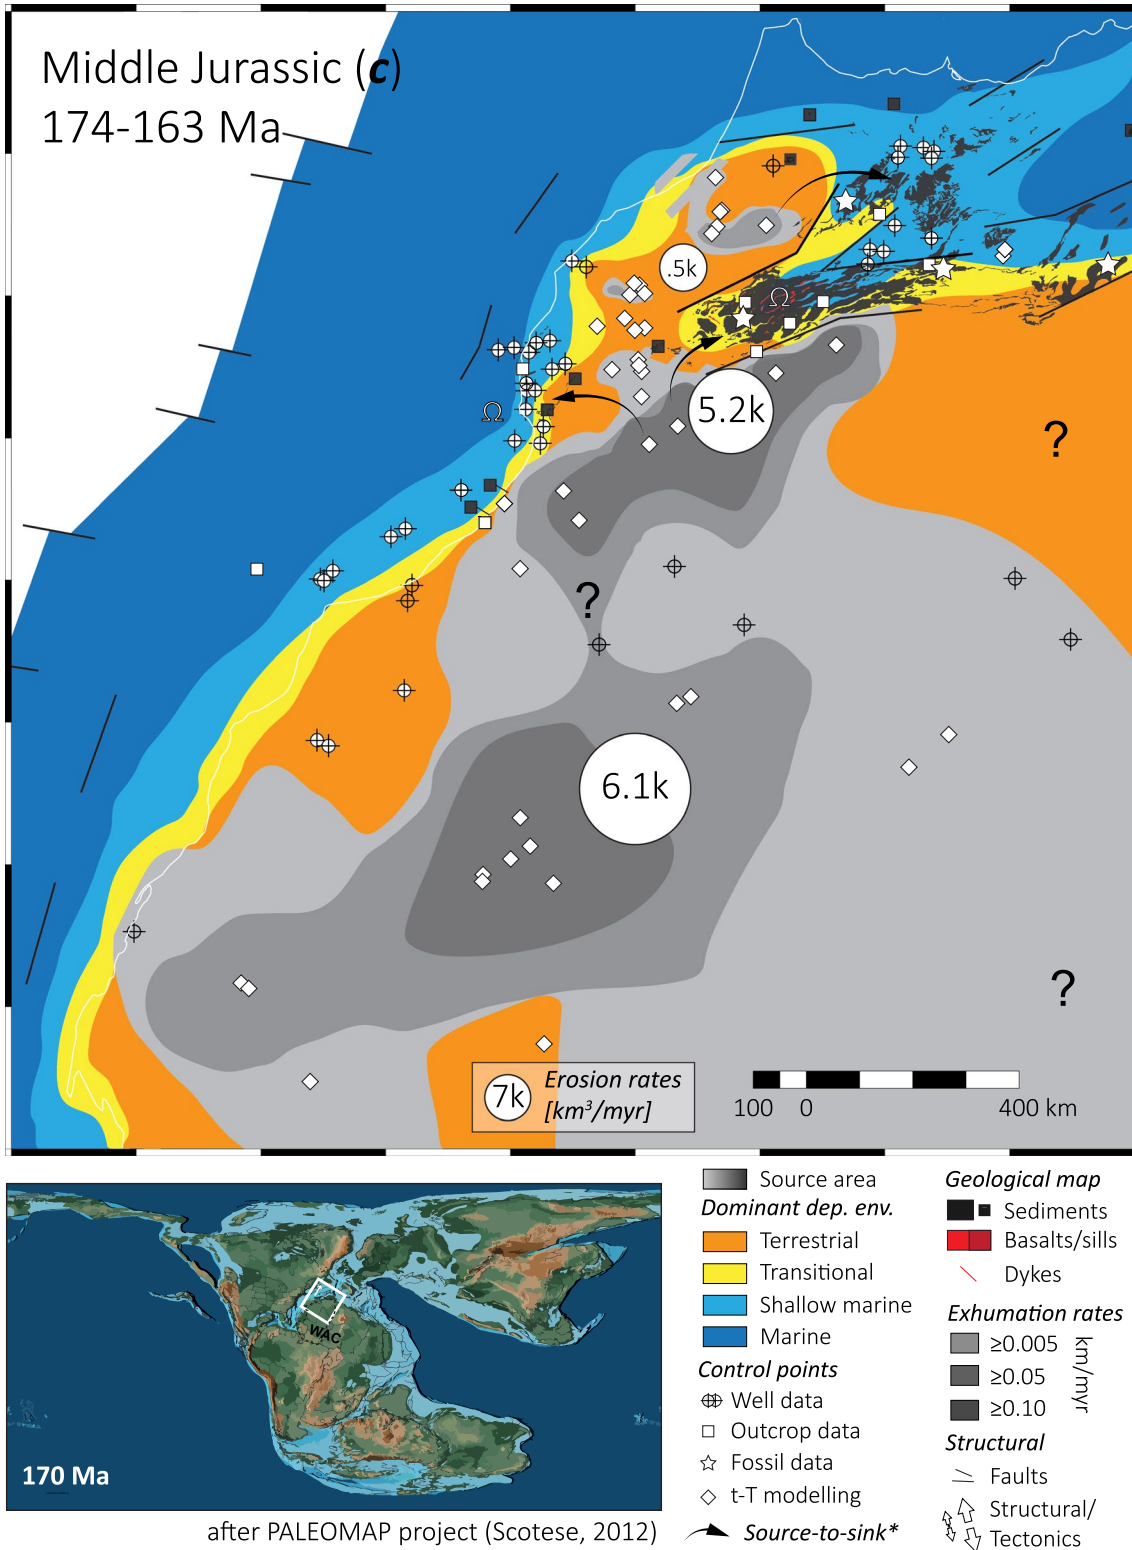 Middle Jurassic (c)
174-163 Ma
.5k
Ω
5.2k
Ω
?
?
6.1k
?
7k
Erosion rates
[km³/myr]
100 0 400 km
170 Ma
WAC
after PALEOMAP project (Scotese, 2012)
Source area
Dominant dep. env.
Terrestrial
Transitional
Shallow marine
Marine
Control points
Well data
Outcrop data
Fossil data
t-T modelling
Source-to-sink*
Geological map
Sediments
Basalts/sills
Dykes
Exhumation rates
≥0.005
≥0.05
≥0.10
km/myr
Structural
Faults
Structural/
Tectonics